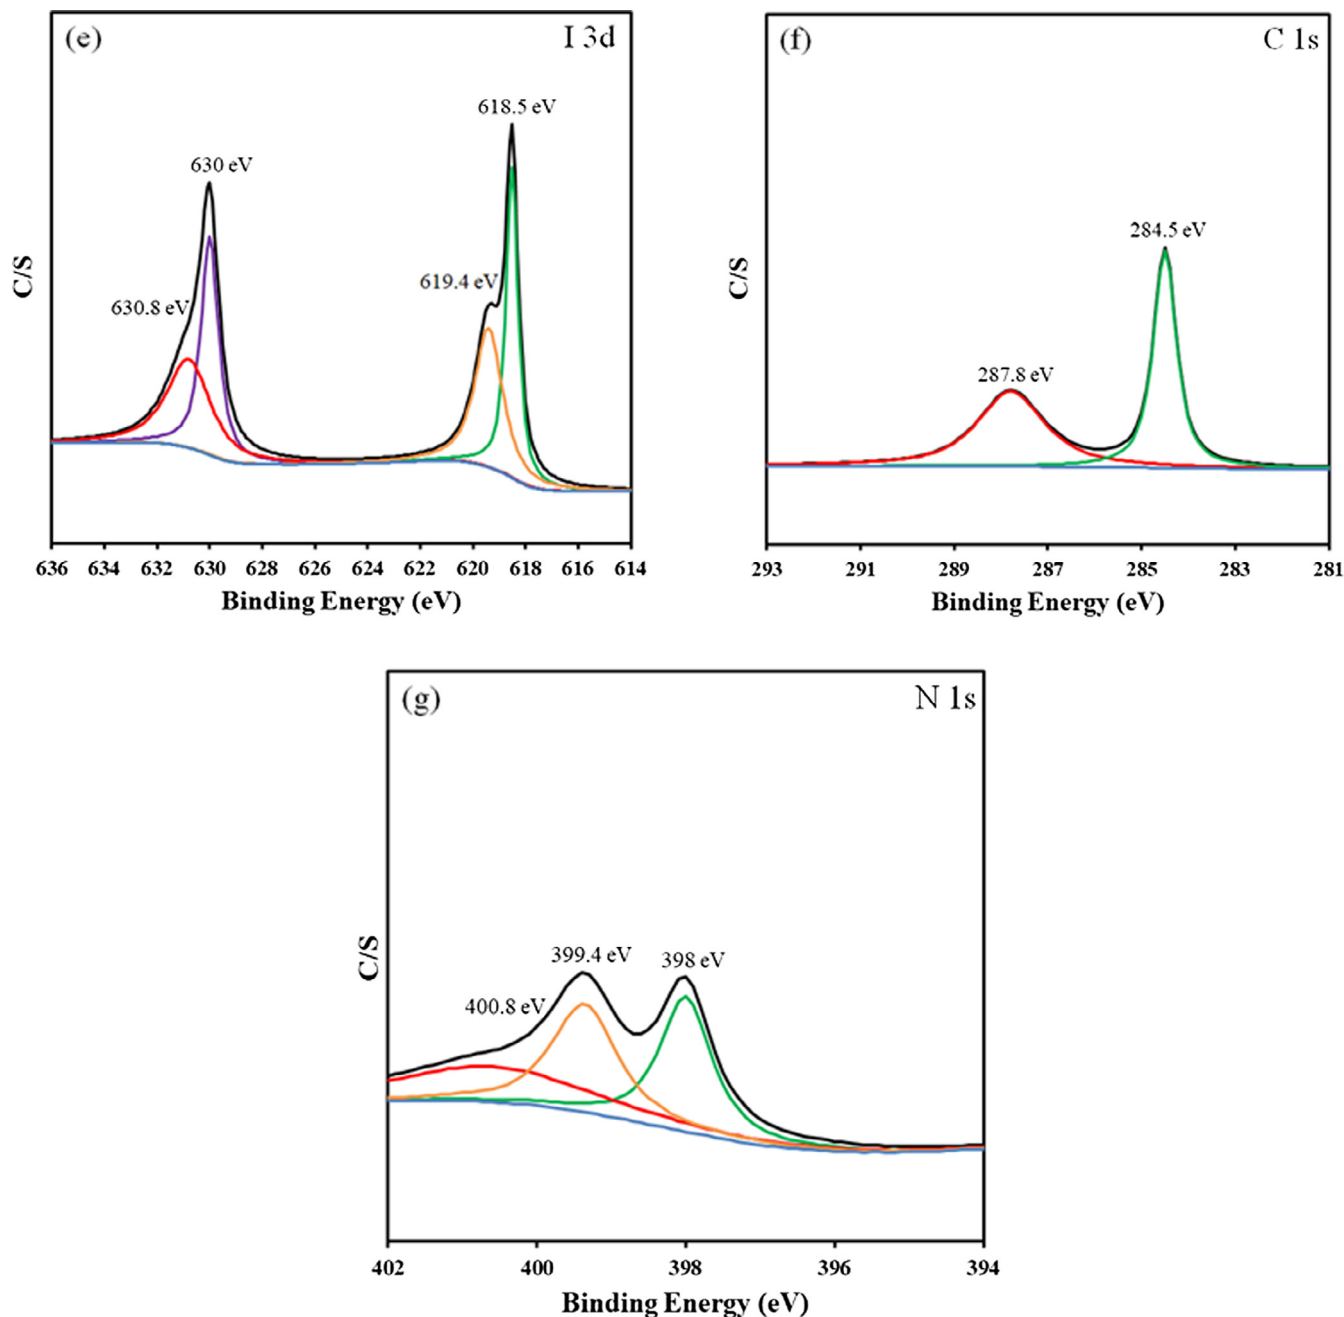 (e) I 3d
618.5 eV
630 eV
619.4 eV
630.8 eV
C/S
636 634 632 630 628 626 624 622 620 618 616 614
Binding Energy (eV)
(f) C 1s
284.5 eV
287.8 eV
C/S
293 291 289 287 285 283 281
Binding Energy (eV)
(g) N 1s
399.4 eV 398 eV
400.8 eV
C/S
402 400 398 396 394
Binding Energy (eV)